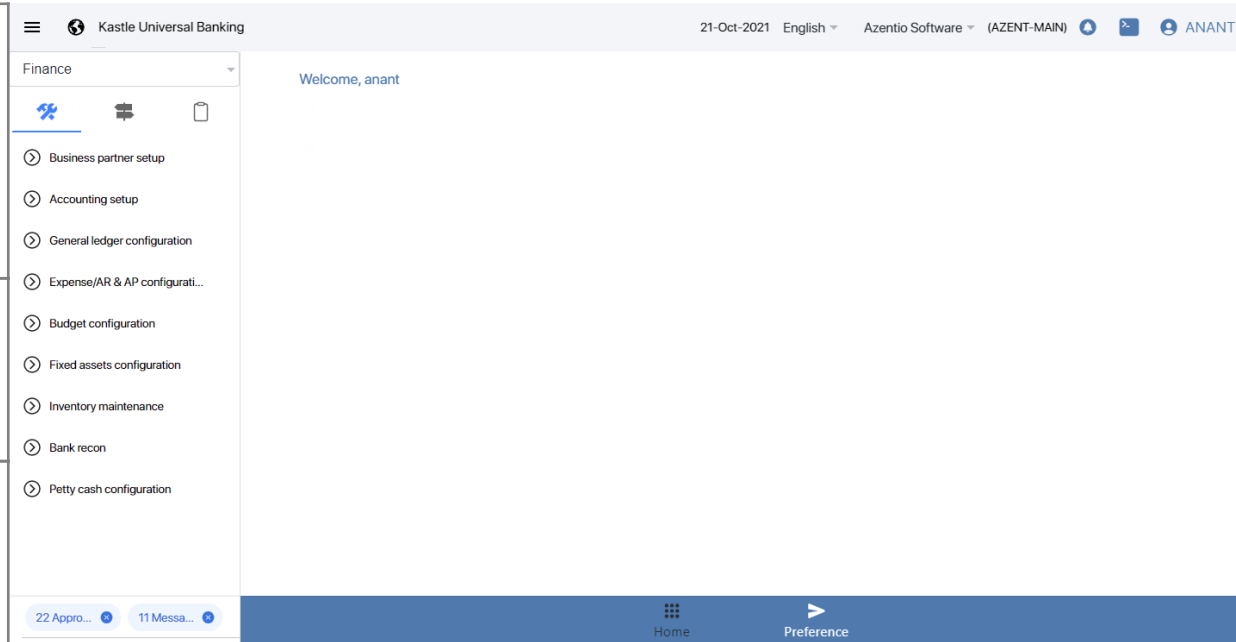 Kastle Universal Banking
21-Oct-2021 English Azentio Software (AZENT-MAIN) ANANT
Finance
Welcome, anant
Business partner setup
Accounting setup
General ledger configuration
Expense/AR & AP configurati...
Budget configuration
Fixed assets configuration
Inventory maintenance
Bank recon
Petty cash configuration
22 Appro... 11 Messa...
Home Preference